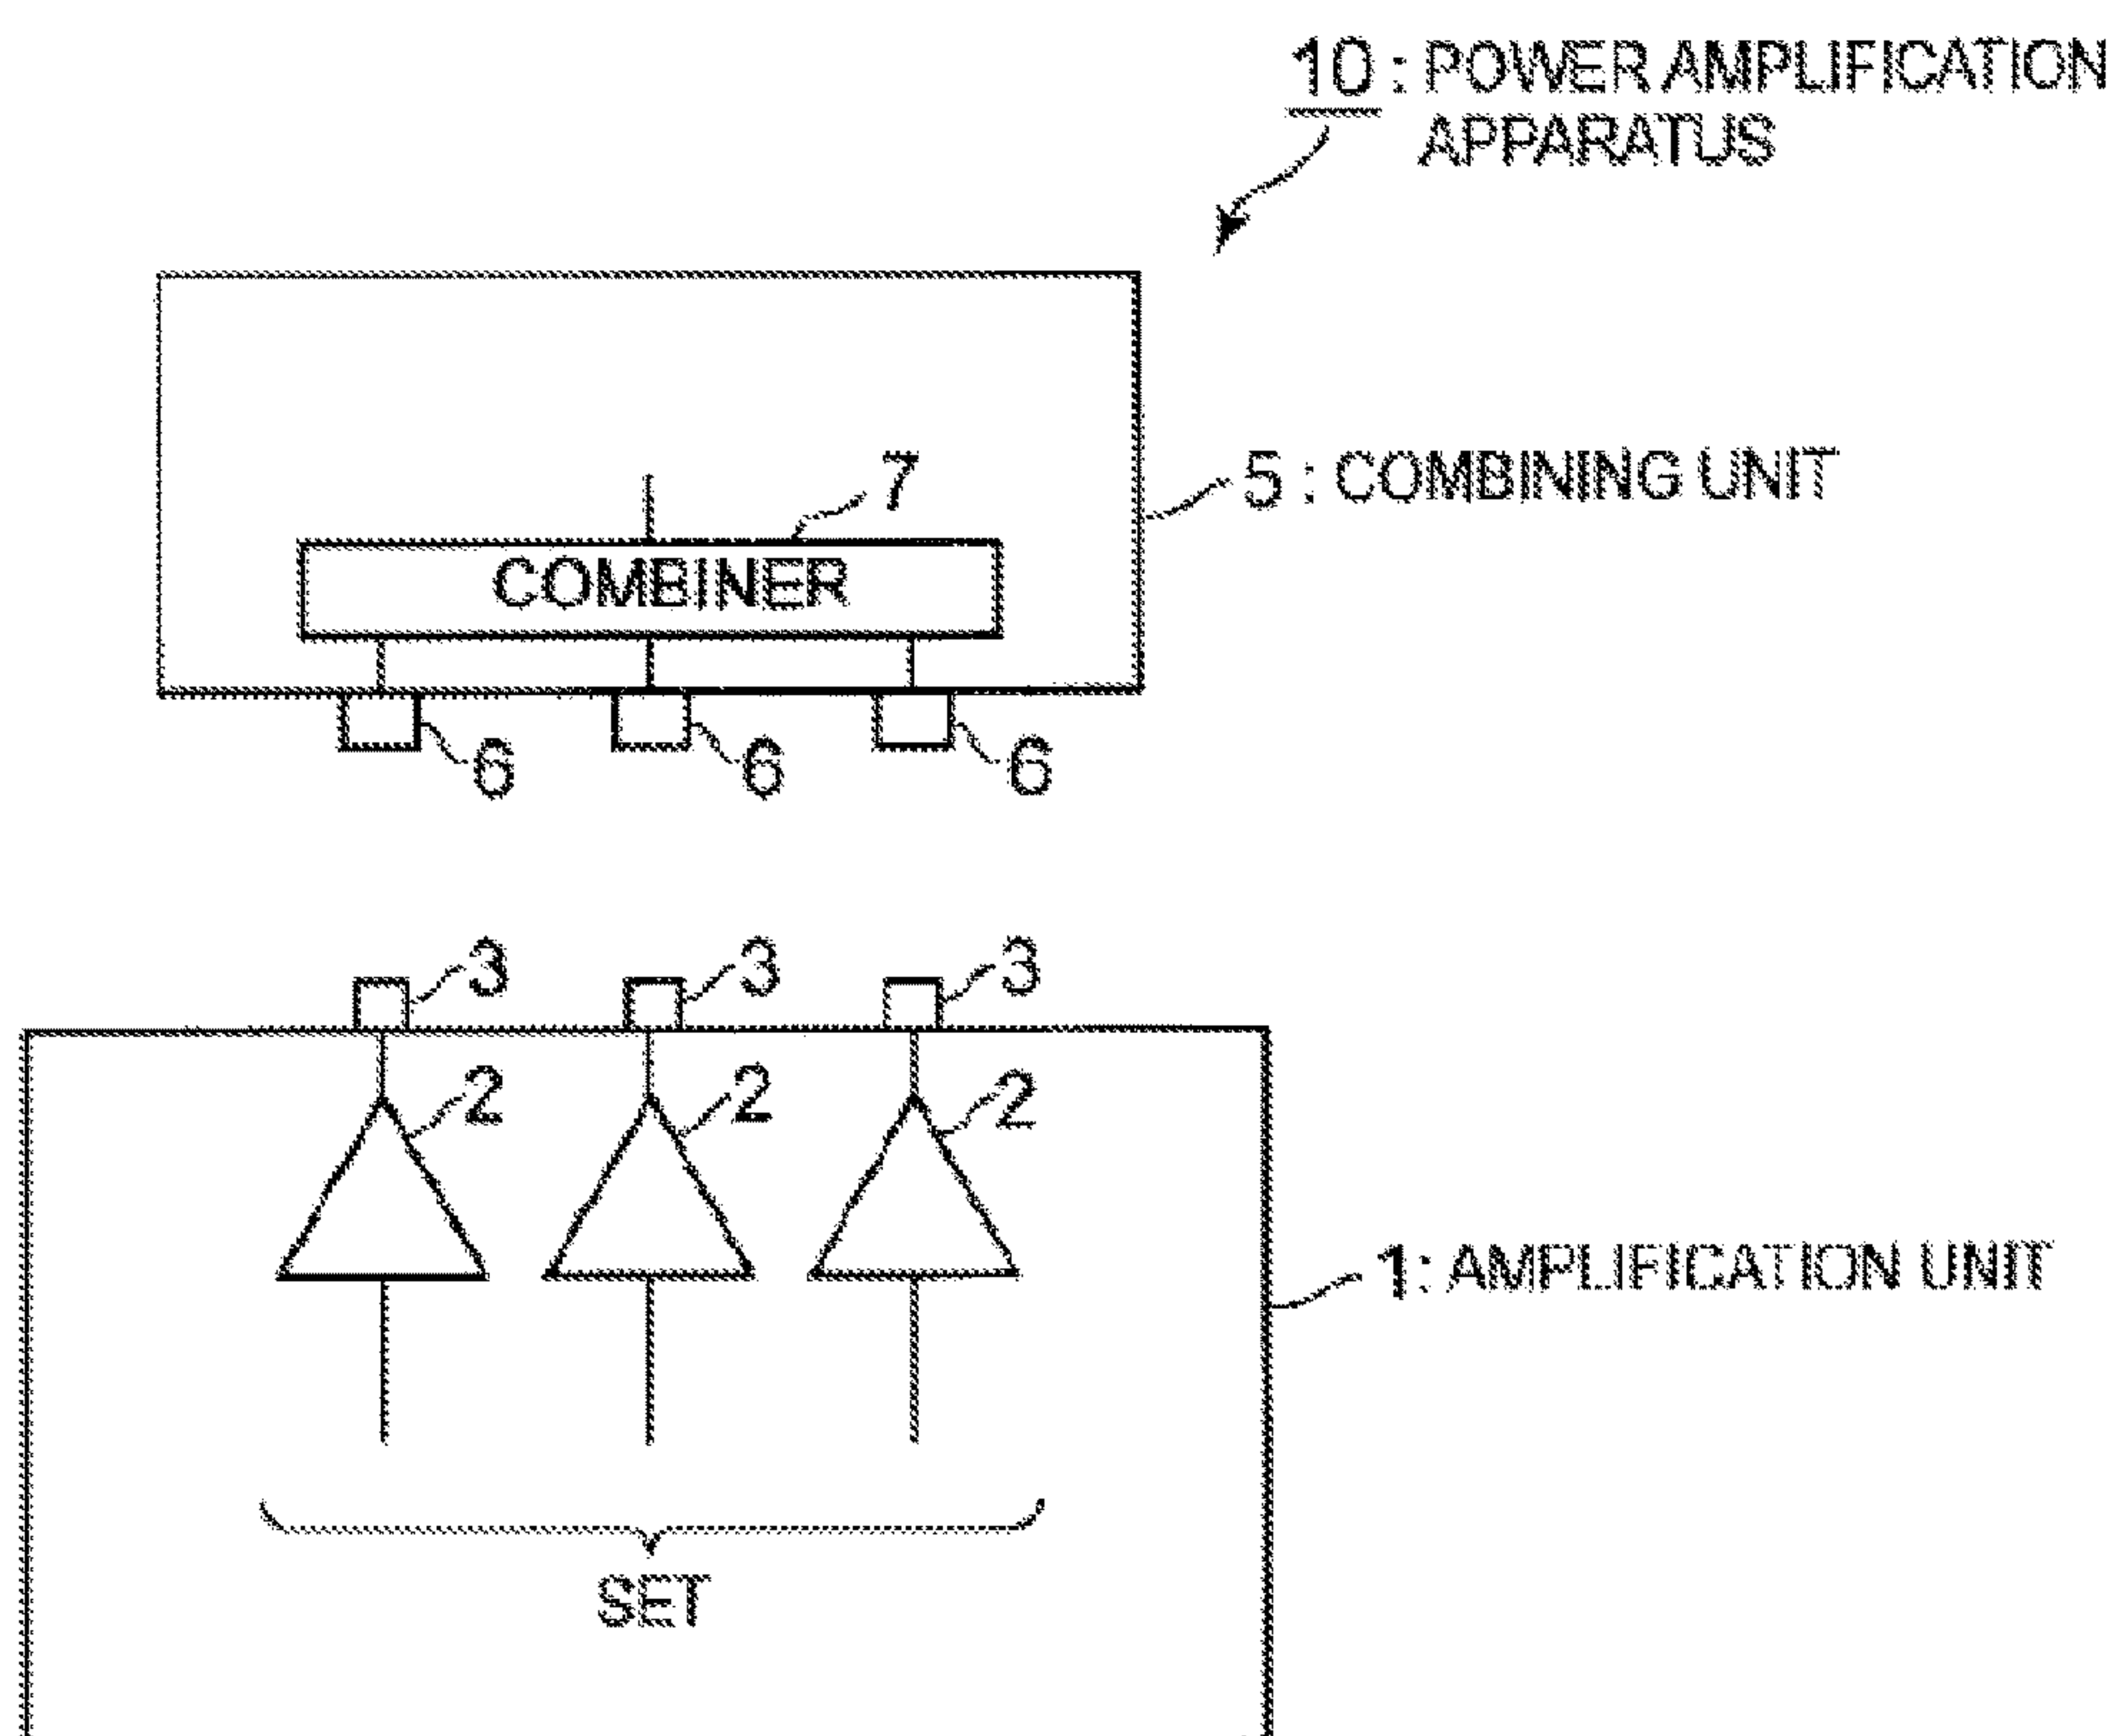 10 : POWER AMPLIFICATION
APPARATUS
7
5 : COMBINING UNIT
COMBINER
6 6 6
3 3 3
2 2 2
1 : AMPLIFICATION UNIT
SET